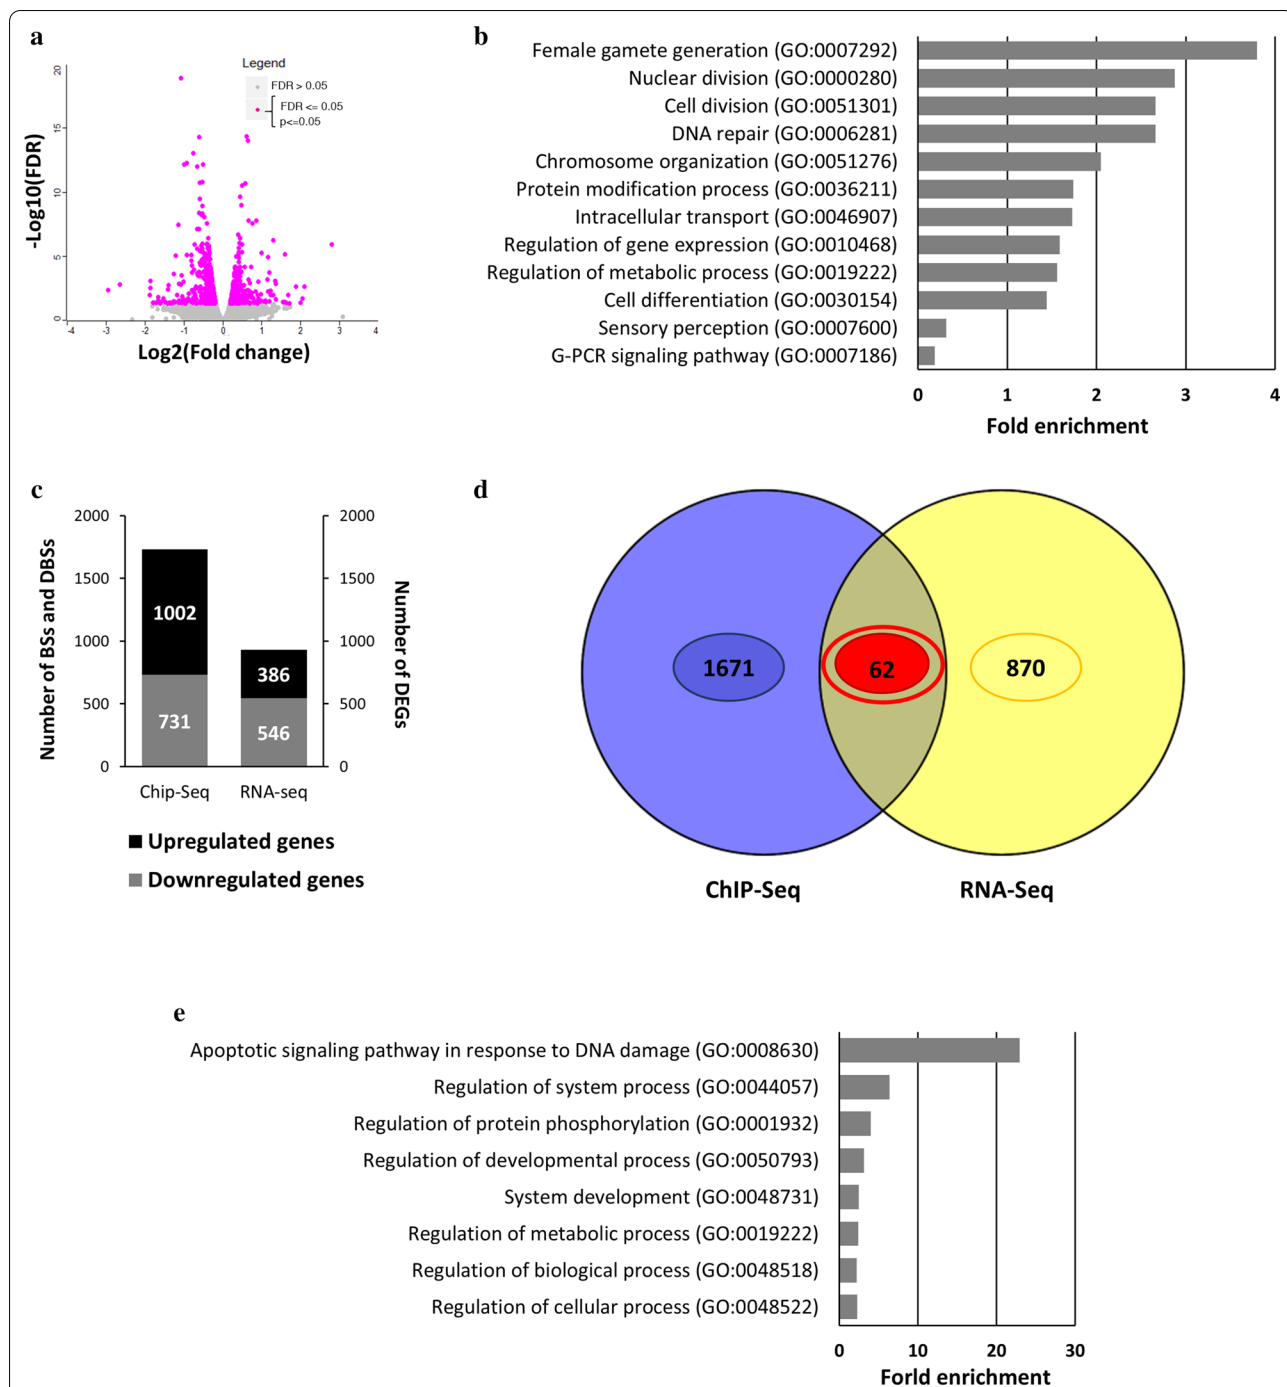 a
Legend
FDR > 0.05
FDR <= 0.05
p<=0.05
-Log10(FDR)
20
15
10
5
0
-4 -3 -2 -1 0 1 2 3 4
Log2(Fold change)
b
Female gamete generation (GO:0007292)
Nuclear division (GO:0000280)
Cell division (GO:0051301)
DNA repair (GO:0006281)
Chromosome organization (GO:0051276)
Protein modification process (GO:0036211)
Intracellular transport (GO:0046907)
Regulation of gene expression (GO:0010468)
Regulation of metabolic process (GO:0019222)
Cell differentiation (GO:0030154)
Sensory perception (GO:0007600)
G-PCR signaling pathway (GO:0007186)
0 1 2 3 4
Fold enrichment
c
Number of BSs and DBSs
2000
1500
1000
500
0
1002
731
386
546
2000
1500
1000
500
0
Number of DEGs
Chip-Seq RNA-seq
Upregulated genes
Downregulated genes
d
1671 62 870
ChIP-Seq RNA-Seq
e
Apoptotic signaling pathway in response to DNA damage (GO:0008630)
Regulation of system process (GO:0044057)
Regulation of protein phosphorylation (GO:0001932)
Regulation of developmental process (GO:0050793)
System development (GO:0048731)
Regulation of metabolic process (GO:0019222)
Regulation of biological process (GO:0048518)
Regulation of cellular process (GO:0048522)
0 10 20 30
Forld enrichment